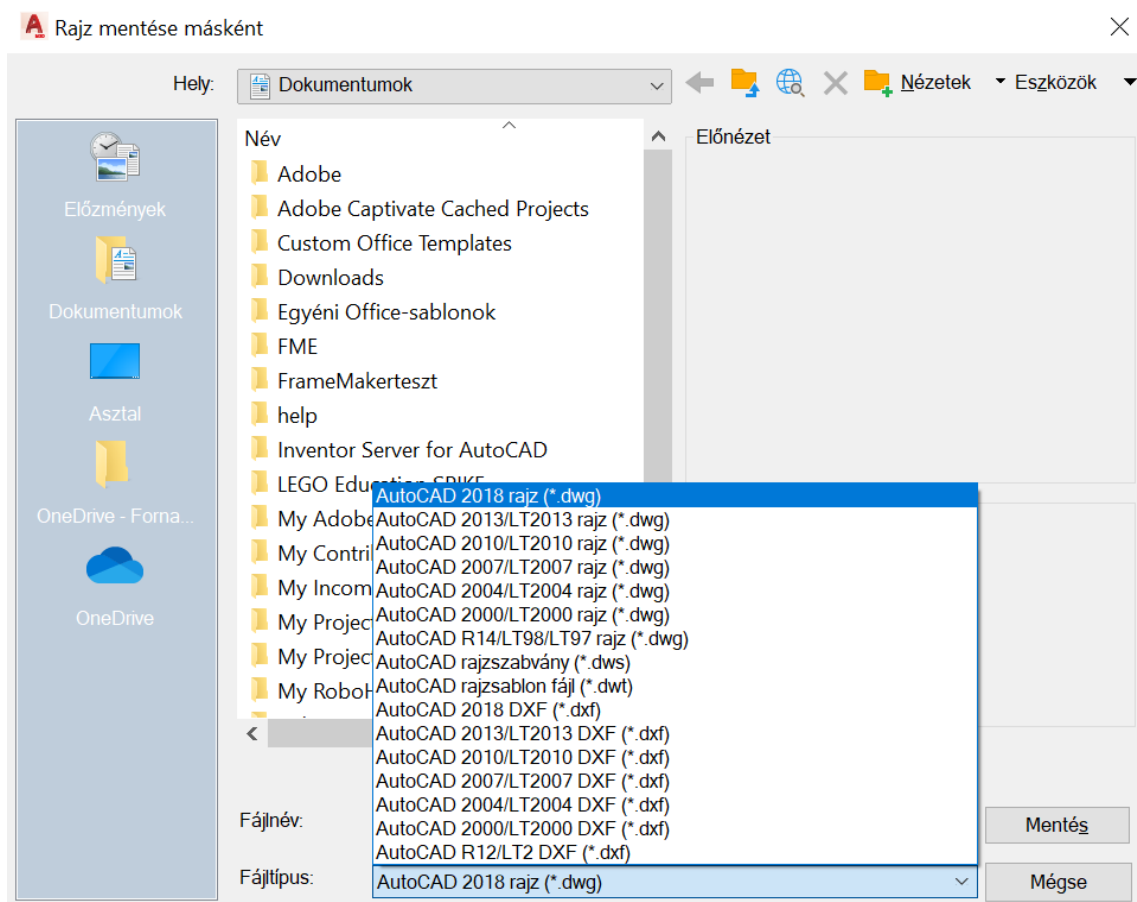 Rajz mentése másként
Hely:
Dokumentumok
Nézetek
Eszközök
Előzmények
Dokumentumok
Asztal
OneDrive - Forna...
OneDrive
Név
Adobe
Adobe Captivate Cached Projects
Custom Office Templates
Downloads
Egyéni Office-sablonok
FME
FrameMakerteszt
help
Inventor Server for AutoCAD
LEGO Education SPIKE
My Adobe
My Contri
My Incom
My Projec
My Projec
My RoboH
Előnézet
AutoCAD 2018 rajz (*.dwg)
AutoCAD 2013/LT2013 rajz (*.dwg)
AutoCAD 2010/LT2010 rajz (*.dwg)
AutoCAD 2007/LT2007 rajz (*.dwg)
AutoCAD 2004/LT2004 rajz (*.dwg)
AutoCAD 2000/LT2000 rajz (*.dwg)
AutoCAD R14/LT98/LT97 rajz (*.dwg)
AutoCAD rajzszabvány (*.dws)
AutoCAD rajzsablon fájl (*.dwt)
AutoCAD 2018 DXF (*.dxf)
AutoCAD 2013/LT2013 DXF (*.dxf)
AutoCAD 2010/LT2010 DXF (*.dxf)
AutoCAD 2007/LT2007 DXF (*.dxf)
AutoCAD 2004/LT2004 DXF (*.dxf)
AutoCAD 2000/LT2000 DXF (*.dxf)
AutoCAD R12/LT2 DXF (*.dxf)
Fájlnév:
Mentés
Fájltípus:
AutoCAD 2018 rajz (*.dwg)
Mégse